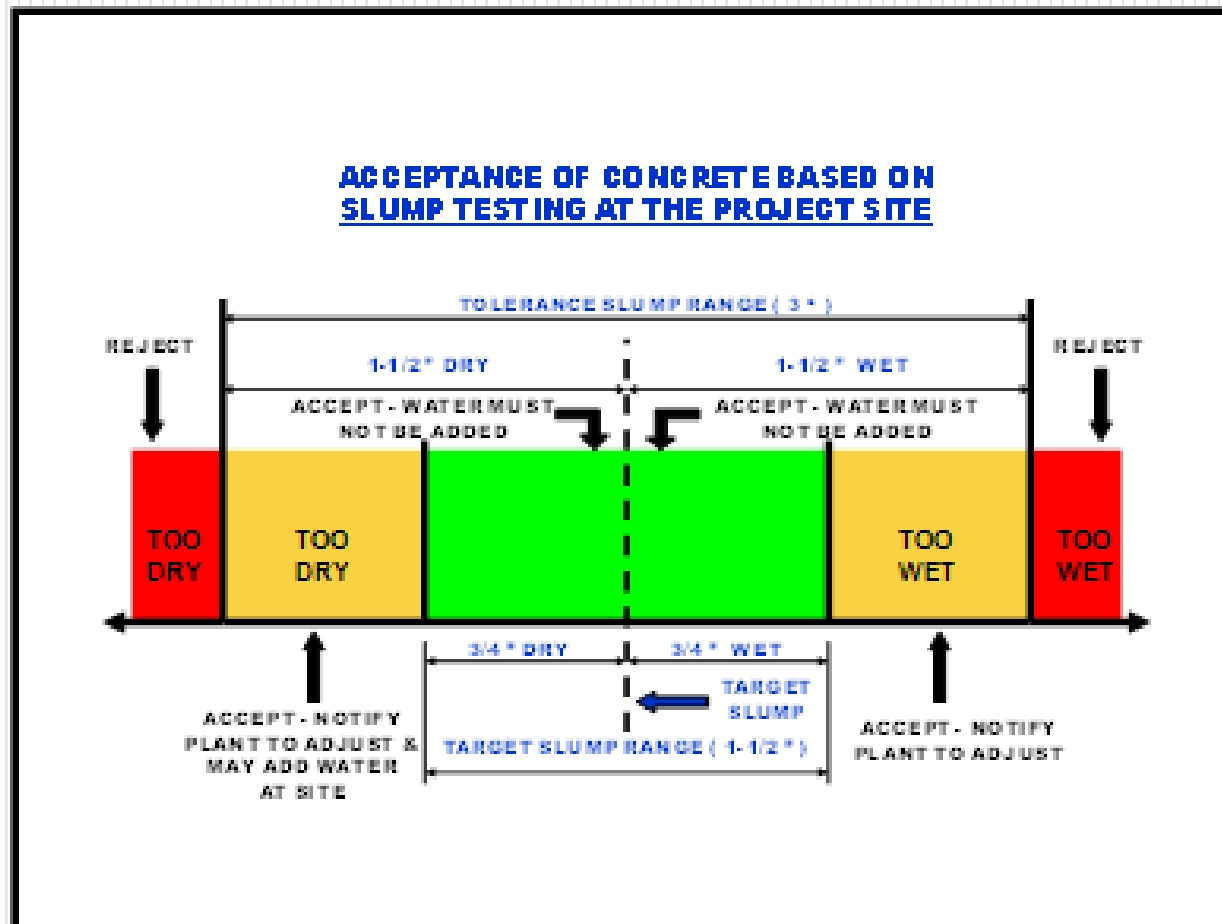 ACCEPTANCE OF CONCRETE BASED ON
SLUMP TESTING AT THE PROJECT SITE
TOLERANCE SLUMP RANGE ( 3 " )
REJECT
REJECT
1-1/2" DRY
1-1/2" WET
ACCEPT - WATER MUST
NOT BE ADDED
ACCEPT - WATER MUST
NOT BE ADDED
TOO
DRY
TOO
DRY
TOO
WET
TOO
WET
3/4 " DRY
3/4 " WET
TARGET
SLUMP
ACCEPT - NOTIFY
PLANT TO ADJUST &
MAY ADD WATER
AT SITE
TARGET SLUMP RANGE ( 1-1/2" )
ACCEPT - NOTIFY
PLANT TO ADJUST